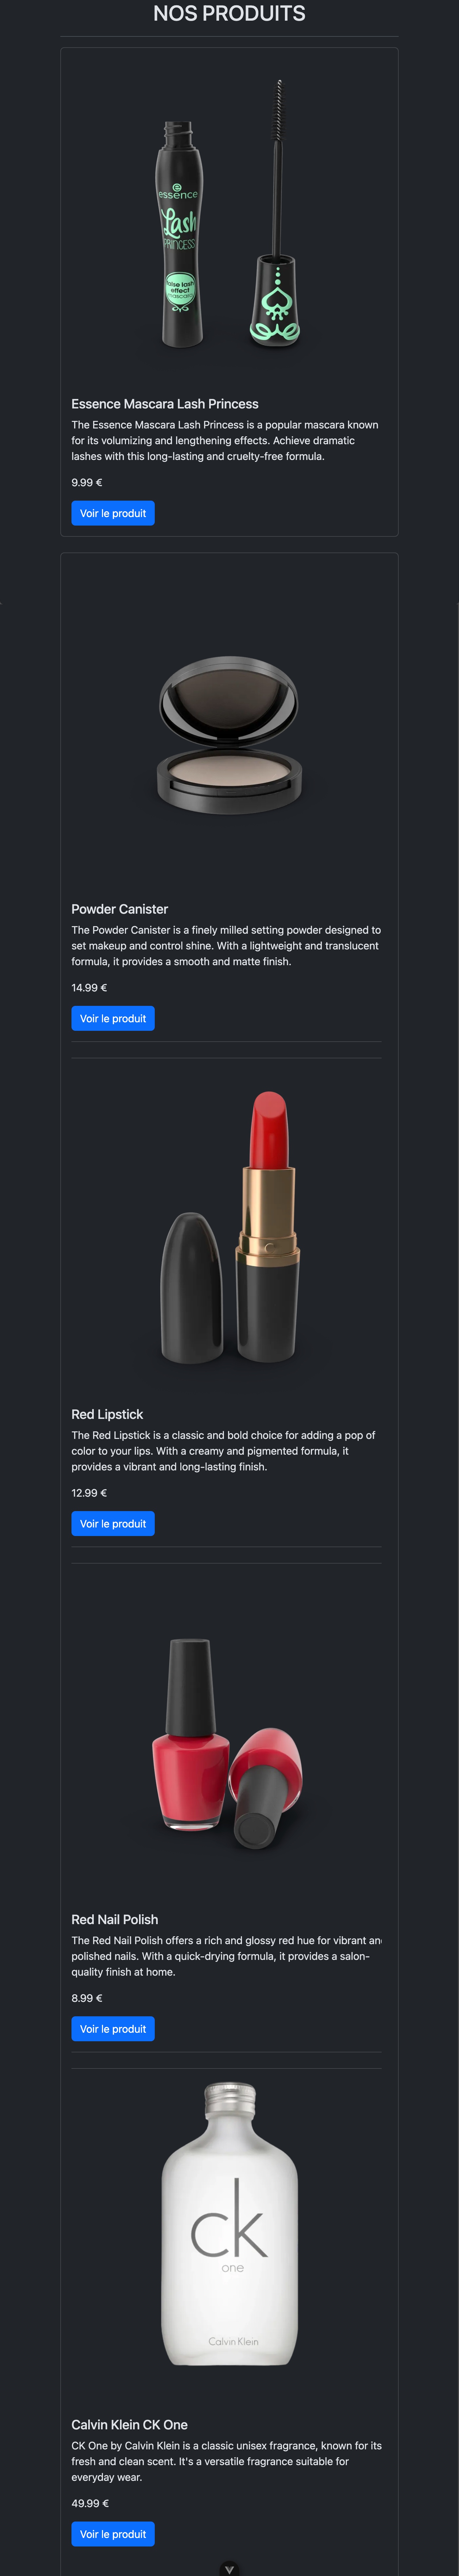 NOS PRODUITS
essence
Lash
PRINCESS
false lash
effect
mascara
Essence Mascara Lash Princess
The Essence Mascara Lash Princess is a popular mascara known
for its volumizing and lengthening effects. Achieve dramatic
lashes with this long-lasting and cruelty-free formula.
9.99 €
Voir le produit
Powder Canister
The Powder Canister is a finely milled setting powder designed to
set makeup and control shine. With a lightweight and translucent
formula, it provides a smooth and matte finish.
14.99 €
Voir le produit
Red Lipstick
The Red Lipstick is a classic and bold choice for adding a pop of
color to your lips. With a creamy and pigmented formula, it
provides a vibrant and long-lasting finish.
12.99 €
Voir le produit
Red Nail Polish
The Red Nail Polish offers a rich and glossy red hue for vibrant and
polished nails. With a quick-drying formula, it provides a salon-
quality finish at home.
8.99 €
Voir le produit
ck
one
Calvin Klein
Calvin Klein CK One
CK One by Calvin Klein is a classic unisex fragrance, known for its
fresh and clean scent. It's a versatile fragrance suitable for
everyday wear.
49.99 €
Voir le produit